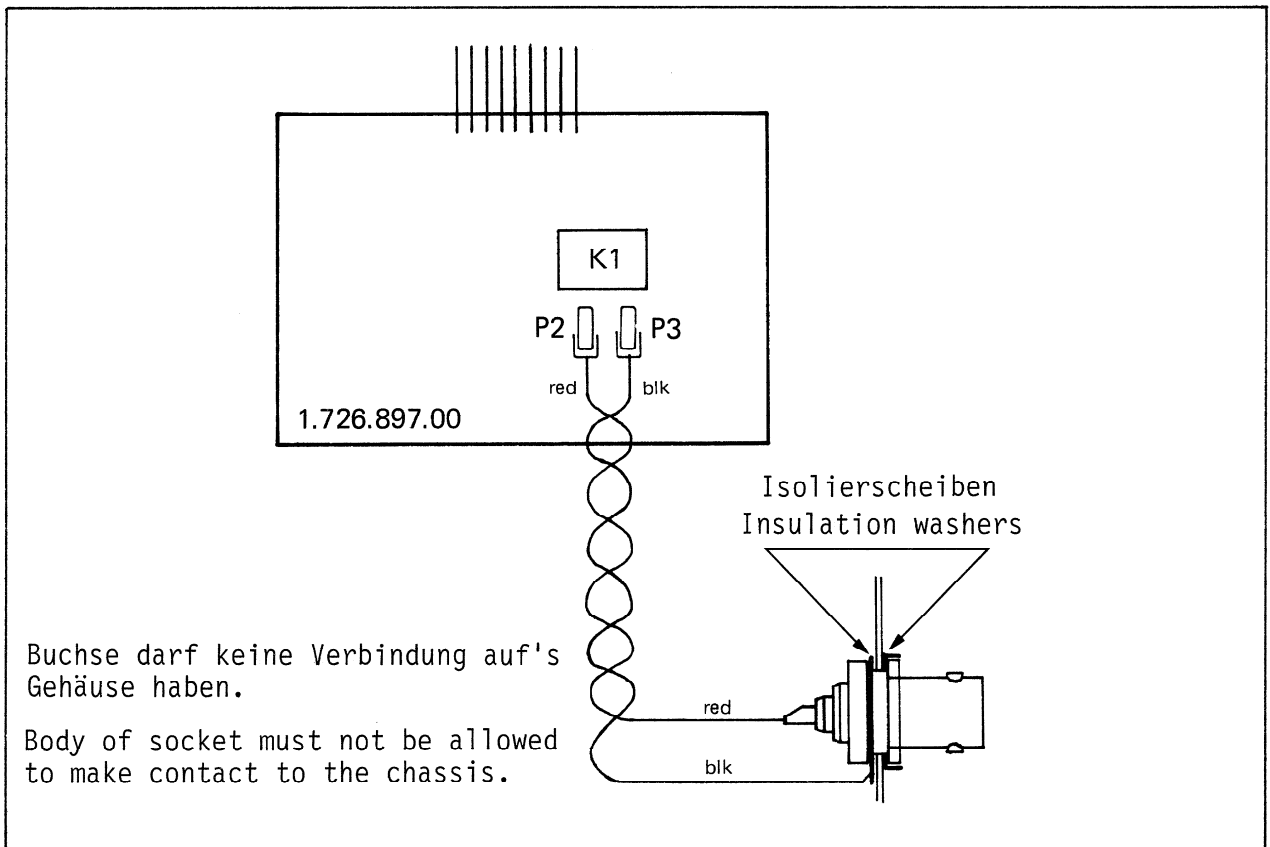 K1
P2
P3
red
blk
1.726.897.00
Isolierscheiben
Insulation washers
Buchse darf keine Verbindung auf's
Gehäuse haben.
Body of socket must not be allowed
to make contact to the chassis.
red
blk